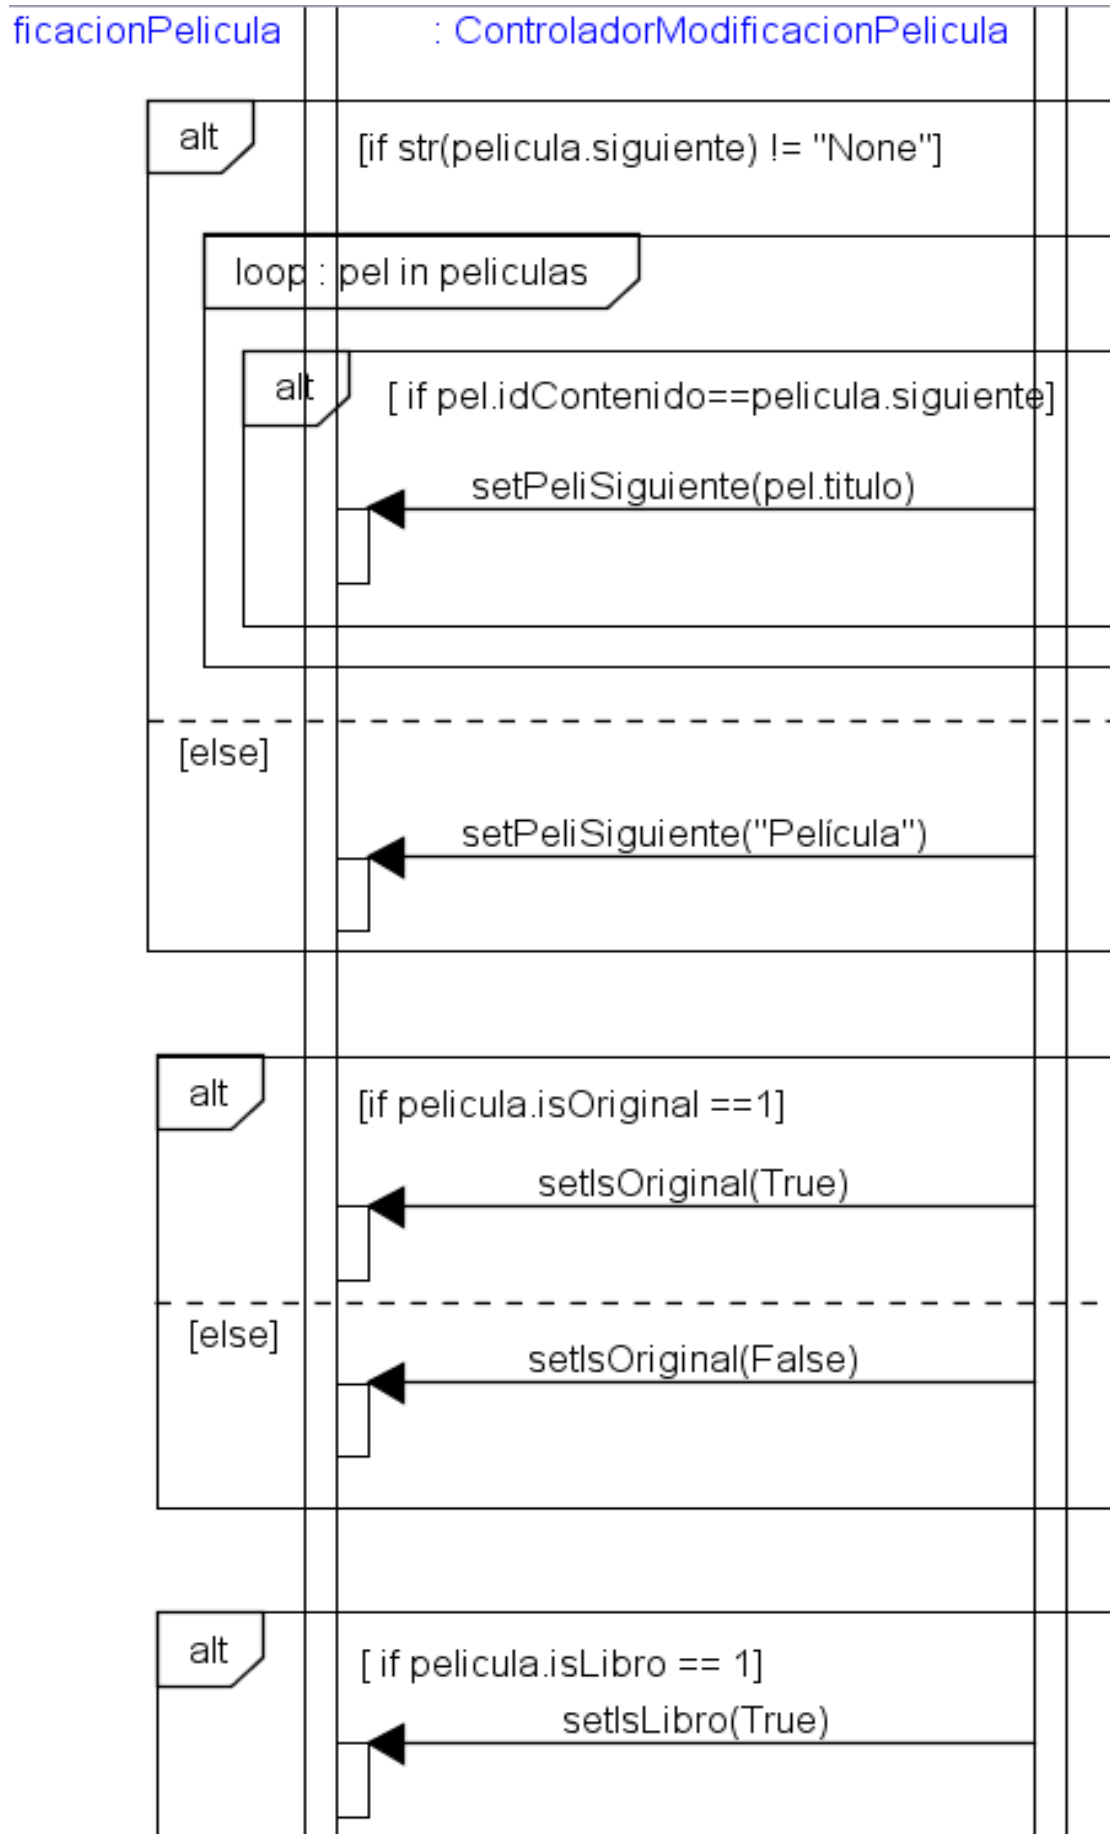 ficacionPelicula
: ControladorModificacionPelicula
alt
[if str(pelicula.siguiente) != "None"]
loop : pel in peliculas
alt
[ if pel.idContenido==pelicula.siguiente]
setPeliSiguiente(pel.titulo)
[else]
setPeliSiguiente("Película")
alt
[if pelicula.isOriginal ==1]
setIsOriginal(True)
[else]
setIsOriginal(False)
alt
[ if pelicula.isLibro == 1]
setIsLibro(True)